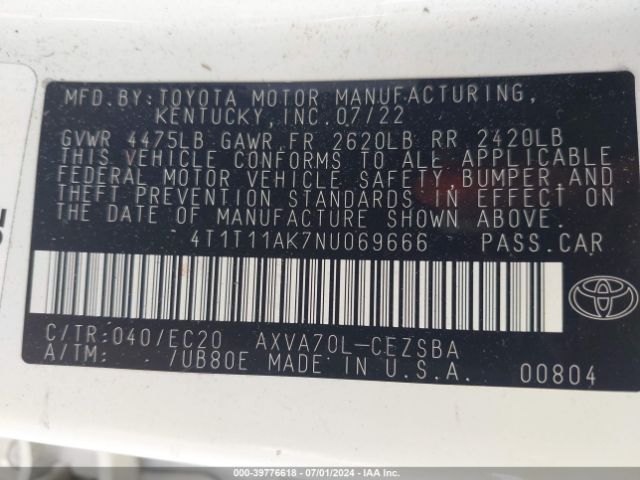 MFD.BY:TOYOTA MOTOR MANUFACTURING,
KENTUCKY, INC.07/22
GVWR 4475LB GAWR FR 2620LB RR 2420LB
THIS VEHICLE CONFORMS TO ALL APPLICABLE
FEDERAL MOTOR VEHICLE SAFETY, BUMPER, AND
THEFT PREVENTION STANDARDS IN EFFECT ON
THE DATE OF MANUFACTURE SHOWN ABOVE.
4T1T11AK7NU069666 PASS.CAR
C/TR:040/EC20 AXVA70L-CEZSBA
A/TM: /UB80E MADE IN U.S.A. 00804
000-39776618 | 07/01/2024 | IAA Inc.